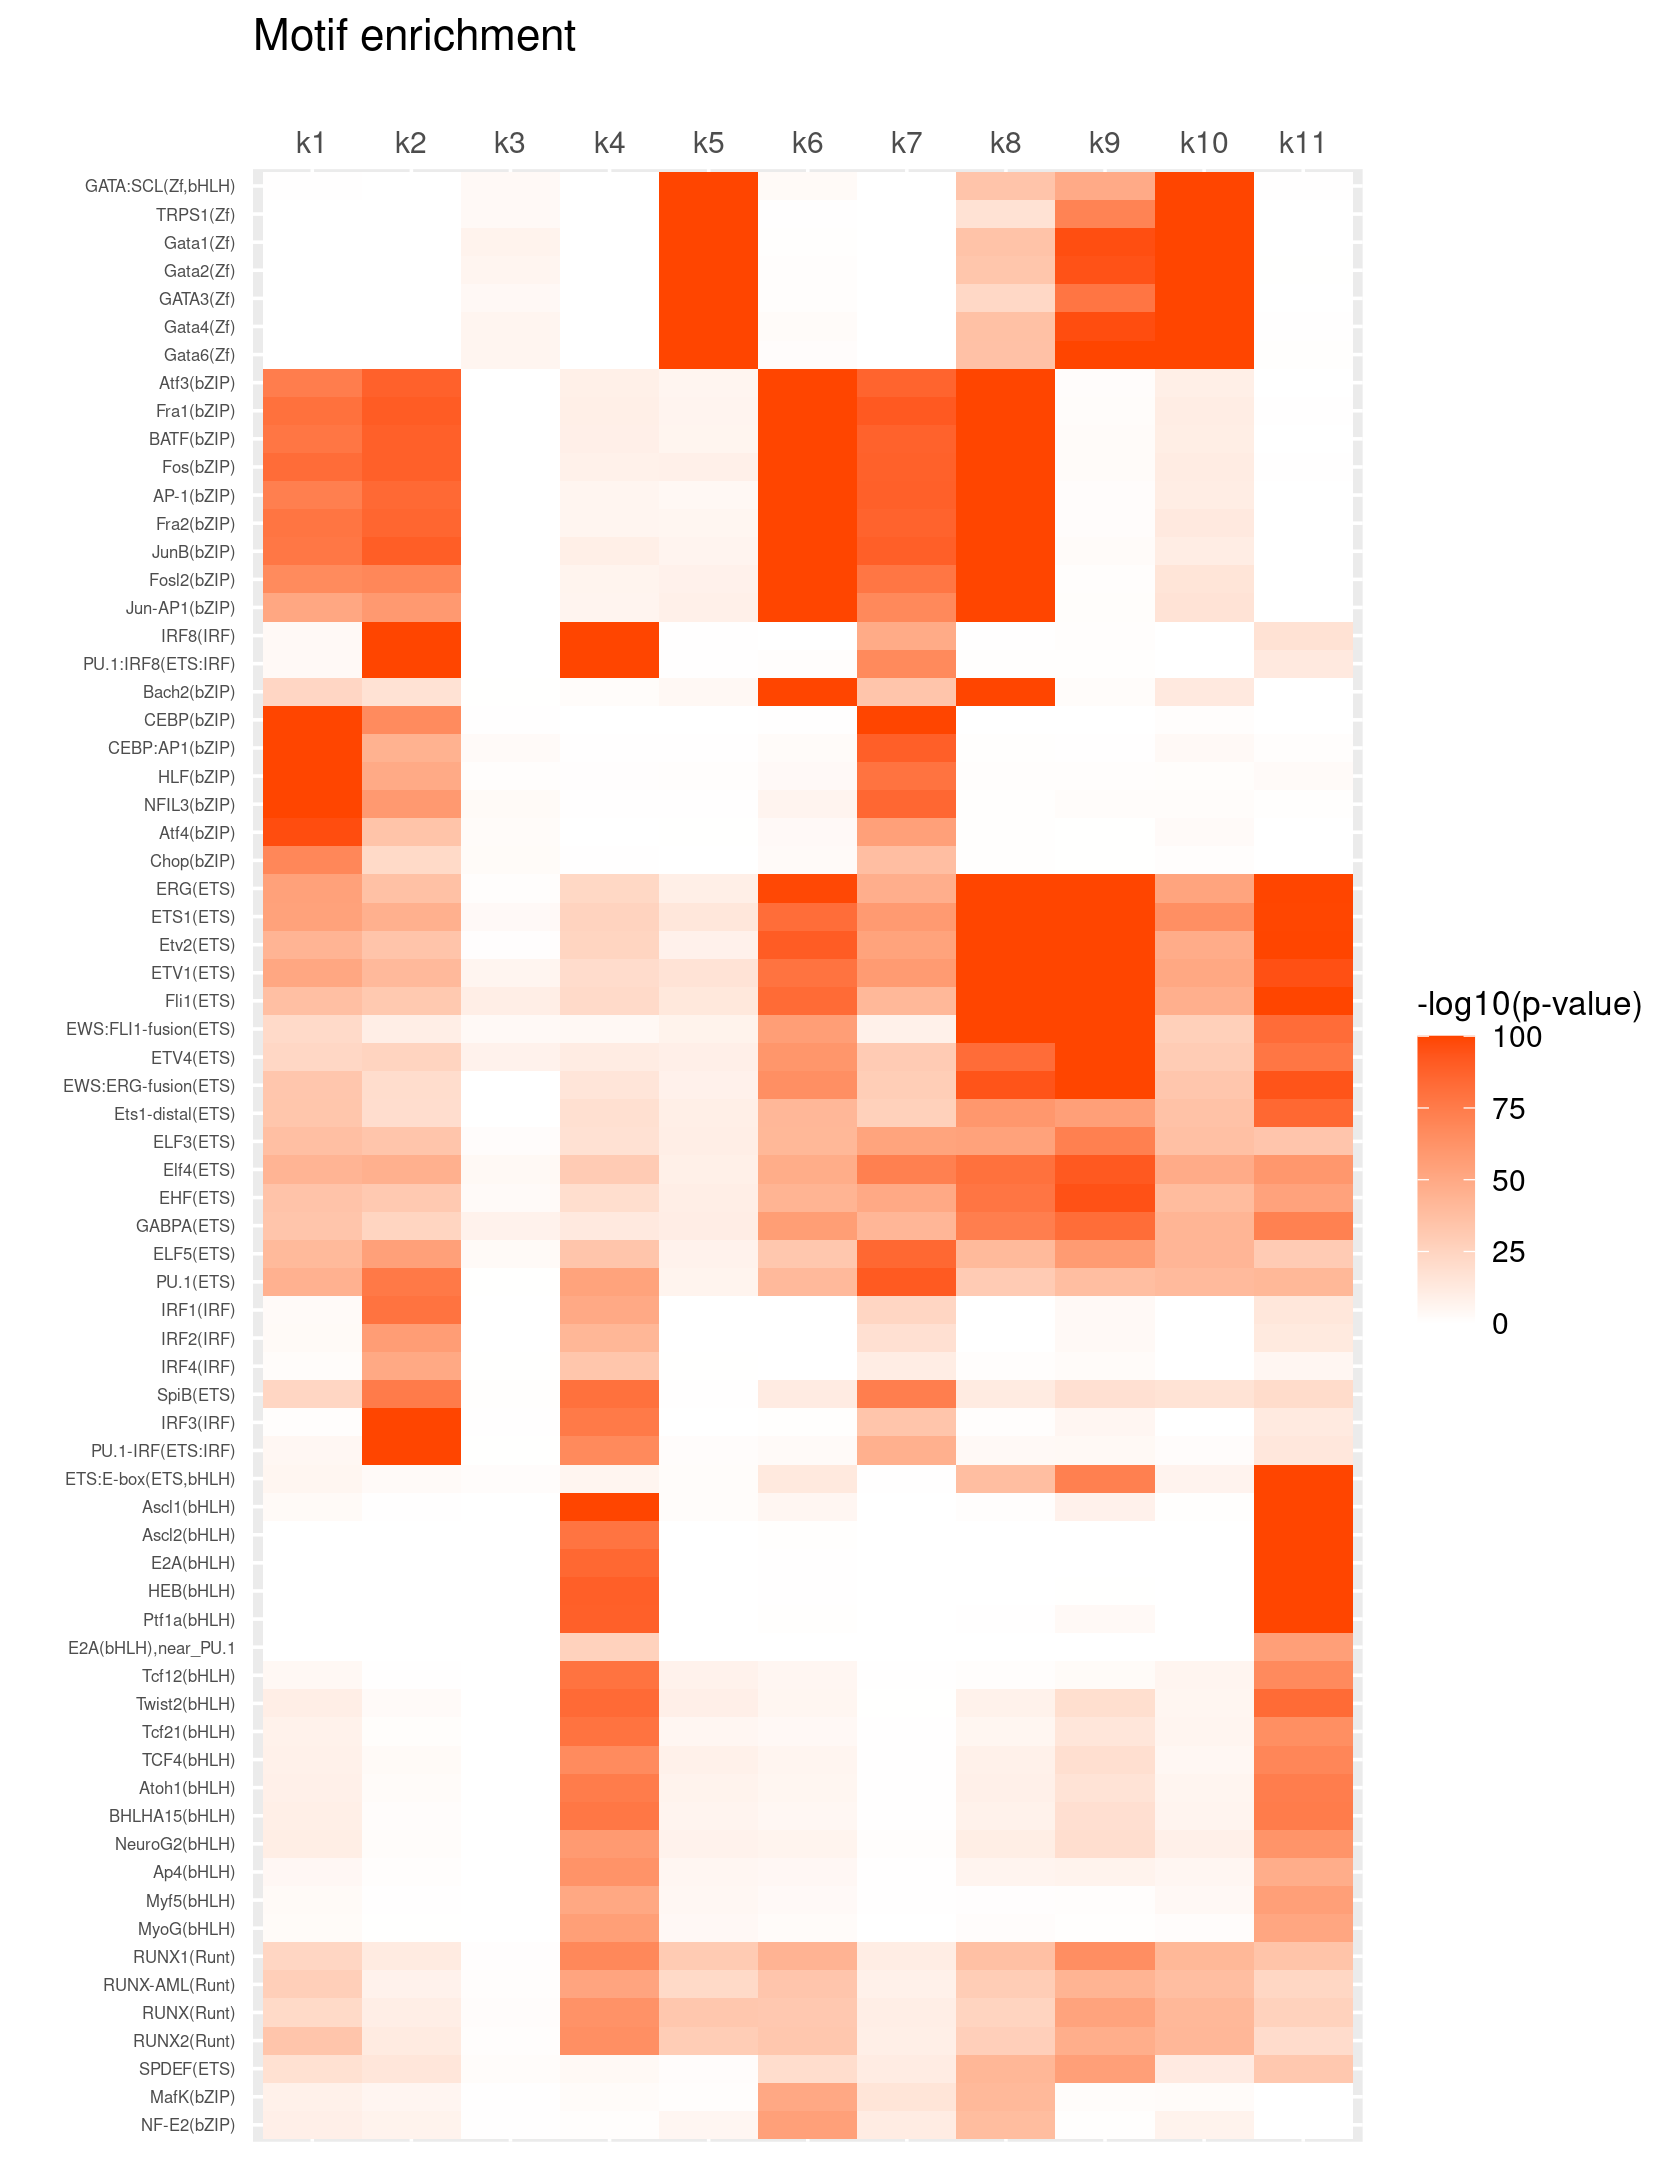 Motif enrichment
k1 k2 k3 k4 k5 k6 k7 k8 k9 k10 k11
GATA:SCL(Zf,bHLH)
TRPS1(Zf)
Gata1(Zf)
Gata2(Zf)
GATA3(Zf)
Gata4(Zf)
Gata6(Zf)
Atf3(bZIP)
Fra1(bZIP)
BATF(bZIP)
Fos(bZIP)
AP-1(bZIP)
Fra2(bZIP)
JunB(bZIP)
Fosl2(bZIP)
Jun-AP1(bZIP)
IRF8(IRF)
PU.1:IRF8(ETS:IRF)
Bach2(bZIP)
CEBP(bZIP)
CEBP:AP1(bZIP)
HLF(bZIP)
NFIL3(bZIP)
Atf4(bZIP)
Chop(bZIP)
ERG(ETS)
ETS1(ETS)
Etv2(ETS)
ETV1(ETS)
Fli1(ETS)
EWS:FLI1-fusion(ETS)
ETV4(ETS)
EWS:ERG-fusion(ETS)
Ets1-distal(ETS)
ELF3(ETS)
Elf4(ETS)
EHF(ETS)
GABPA(ETS)
ELF5(ETS)
PU.1(ETS)
IRF1(IRF)
IRF2(IRF)
IRF4(IRF)
SpiB(ETS)
IRF3(IRF)
PU.1-IRF(ETS:IRF)
ETS:E-box(ETS,bHLH)
Ascl1(bHLH)
Ascl2(bHLH)
E2A(bHLH)
HEB(bHLH)
Ptf1a(bHLH)
E2A(bHLH),near_PU.1
Tcf12(bHLH)
Twist2(bHLH)
Tcf21(bHLH)
TCF4(bHLH)
Atoh1(bHLH)
BHLHA15(bHLH)
NeuroG2(bHLH)
Ap4(bHLH)
Myf5(bHLH)
MyoG(bHLH)
RUNX1(Runt)
RUNX-AML(Runt)
RUNX(Runt)
RUNX2(Runt)
SPDEF(ETS)
MafK(bZIP)
NF-E2(bZIP)
-log10(p-value)
100
75
50
25
0